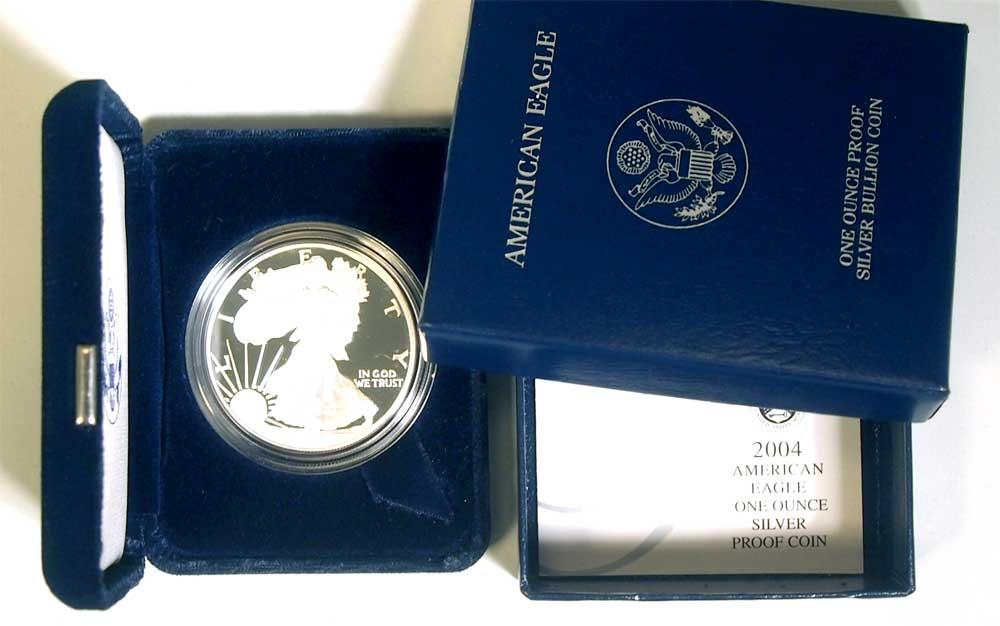 LIBERTY
IN GOD
WE TRUST
AMERICAN EAGLE
ONE OUNCE PROOF
SILVER BULLION COIN
2004
AMERICAN
EAGLE
ONE OUNCE
SILVER
PROOF COIN